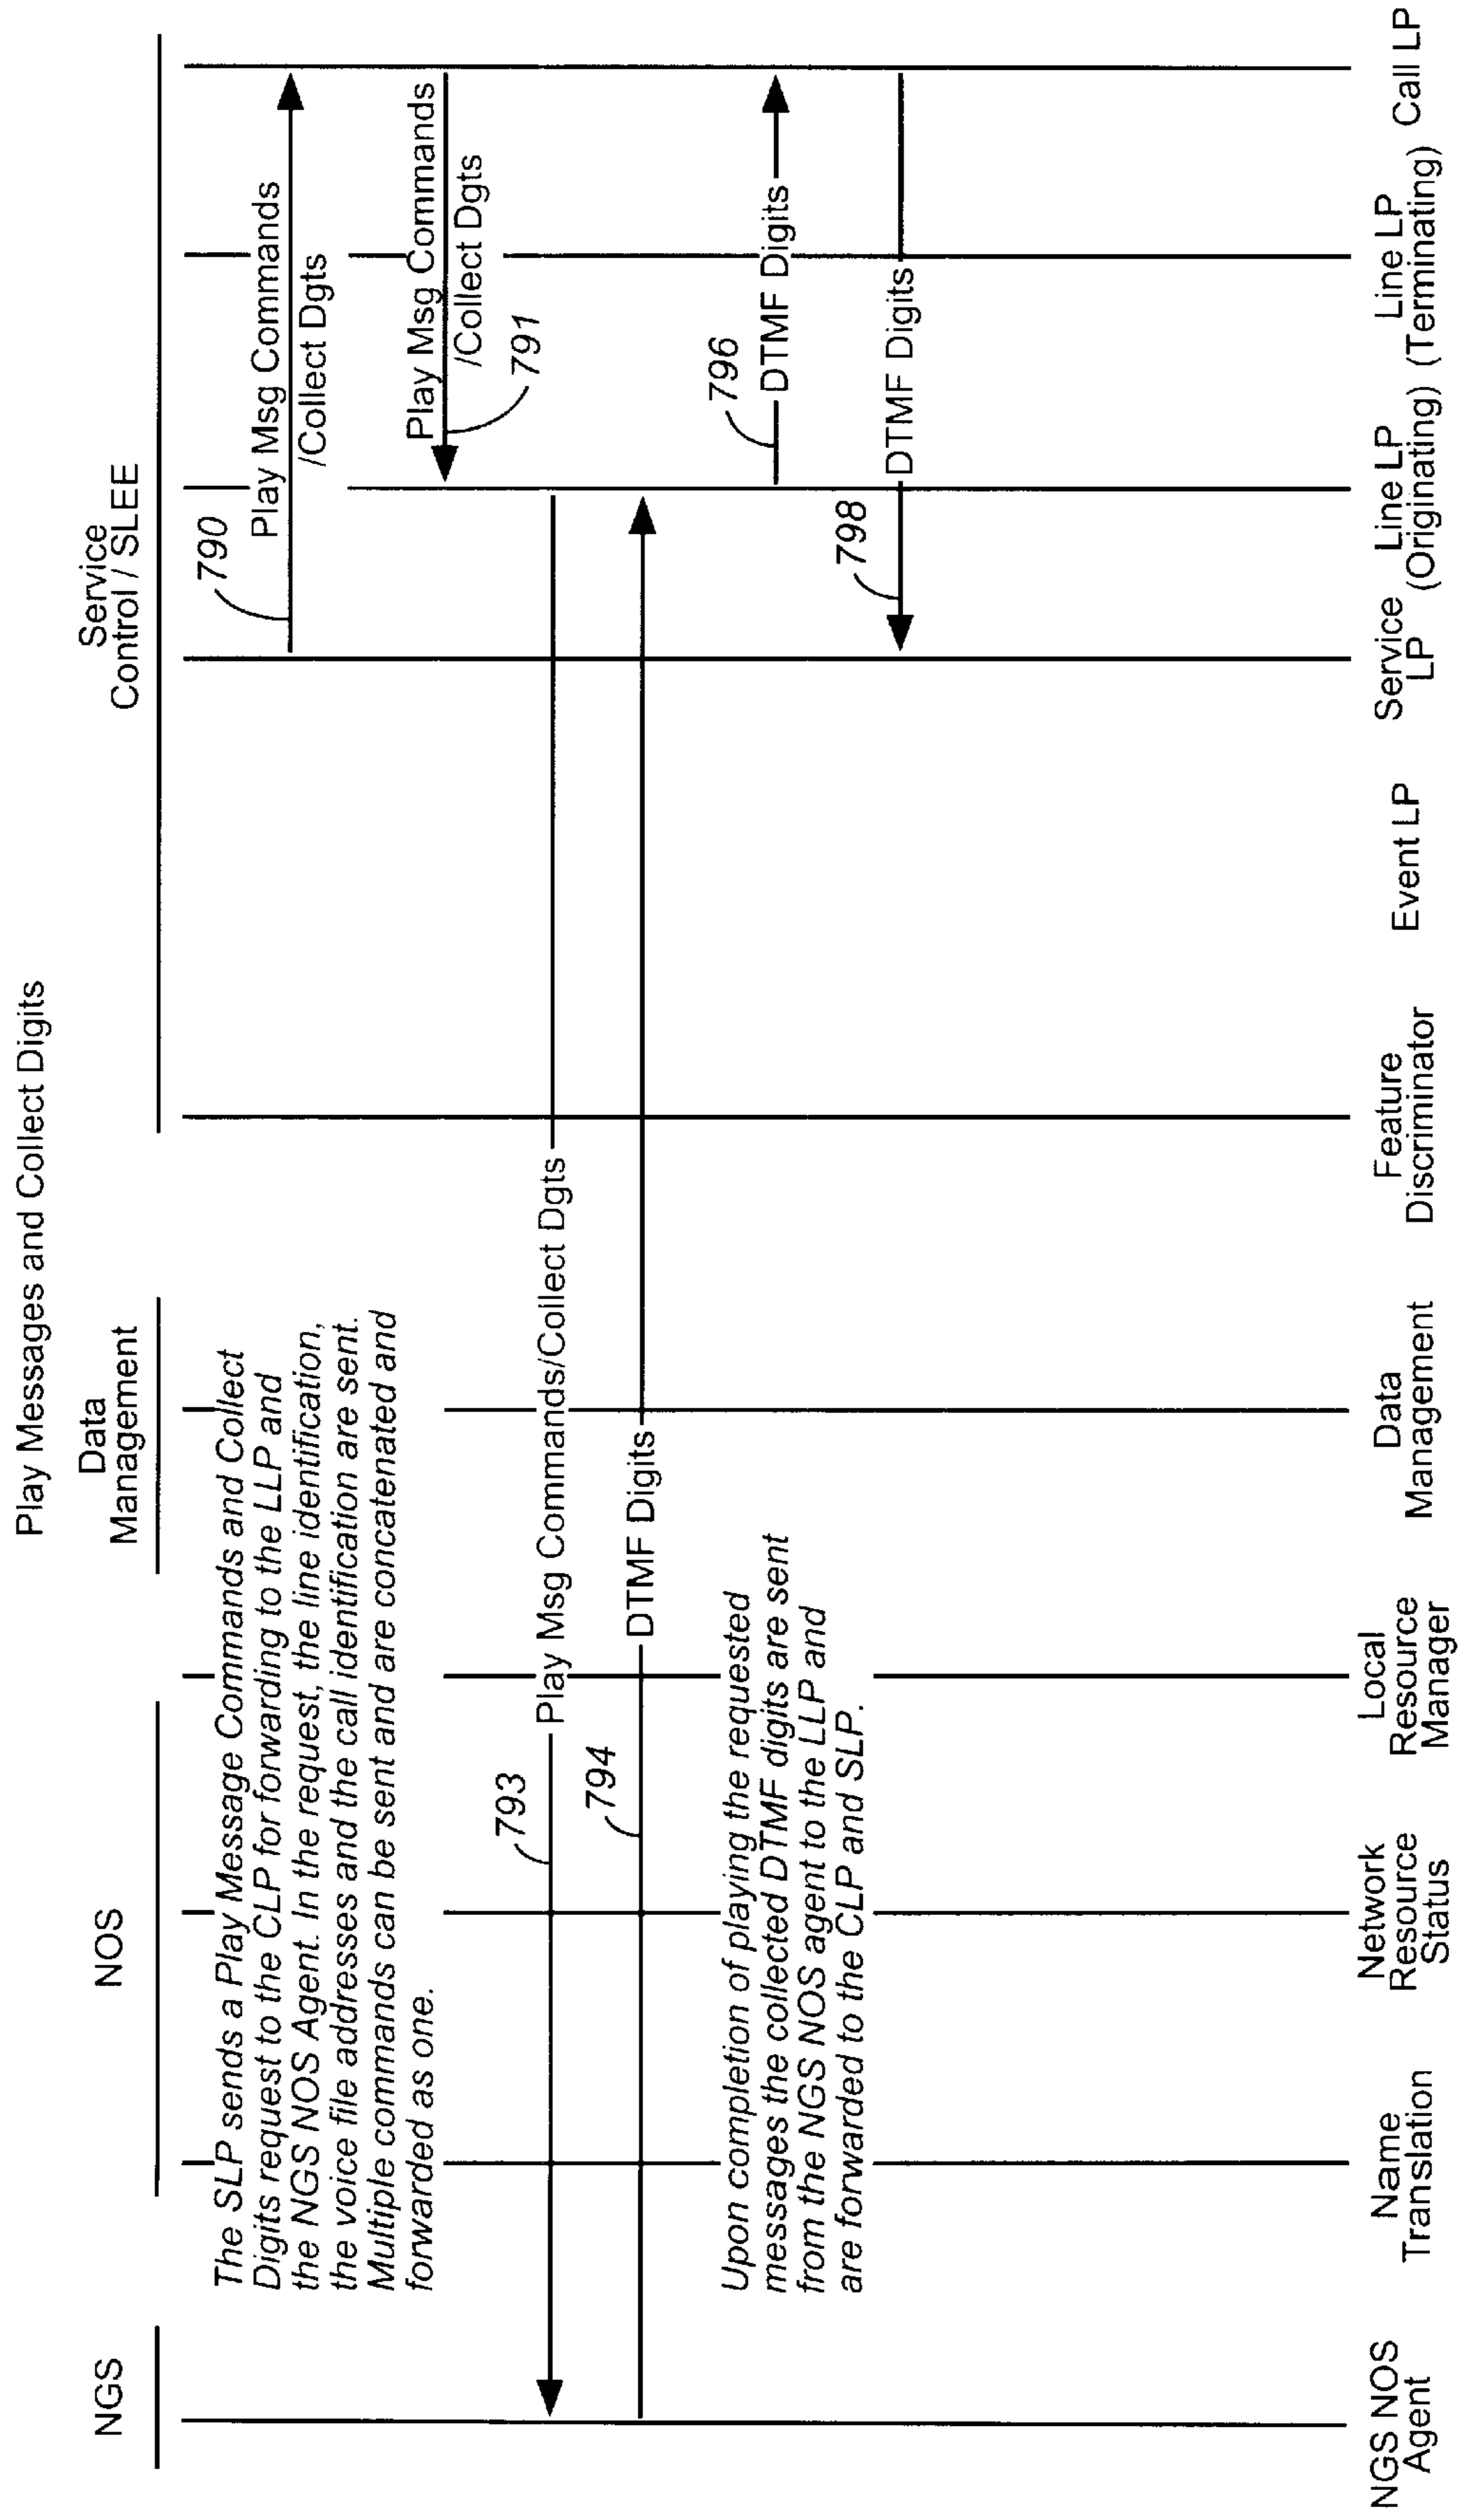 Play Messages and Collect Digits
NGS
NOS
Data
Management
Service
Control / SLEE
The SLP sends a Play Message Commands and Collect
Digits request to the CLP for forwarding to the LLP and
the NGS NOS Agent. In the request, the line identification,
the voice file addresses and the call identification are sent.
Multiple commands can be sent and are concatenated and
forwarded as one.
790
Play Msg Commands
/Collect Dgts
Play Msg Commands
/Collect Dgts
791
793
Play Msg Commands/Collect Dgts
794
DTMF Digits
Upon completion of playing the requested
messages the collected DTMF digits are sent
from the NGS NOS agent to the LLP and
are forwarded to the CLP and SLP.
796
DTMF Digits
798
DTMF Digits
NGS NOS
Agent
Name
Translation
Network
Resource
Status
Local
Resource
Manager
Data
Management
Feature
Discriminator
Event LP
Service
LP
Line LP
(Originating)
Line LP
(Terminating)
Call LP